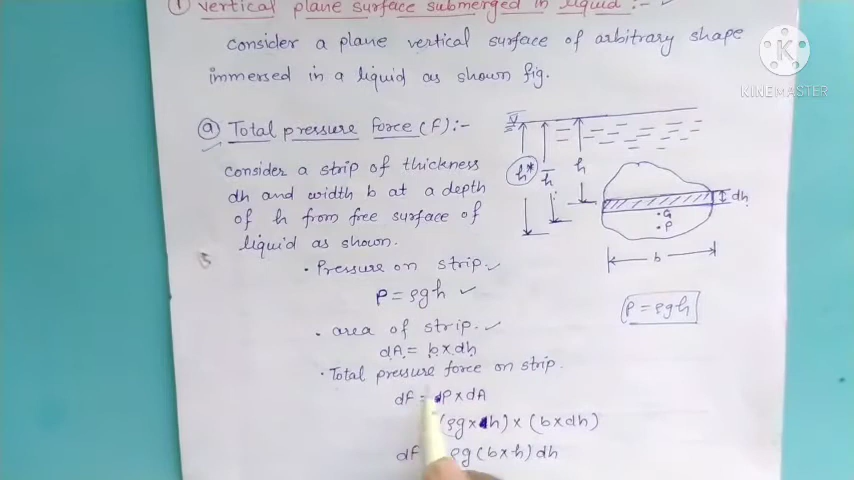 ① vertical plane surface submerged in liquid :-
Consider a plane vertical surface of arbitrary shape
immersed in a liquid as shown fig.
K
KINEMASTER
ⓐ Total pressure force (F) :-
Consider a strip of thickness
dh and width b at a depth
of h from free surface of
liquid as shown.
h* h̄ h
dh
G
P
b
• Pressure on strip
P = ρgh
P = ρgh
• area of strip
dA = b x dh
• Total pressure force on strip.
dF = P x dA
(ρg x h) x (b x dh)
dF ρg (b x h) dh